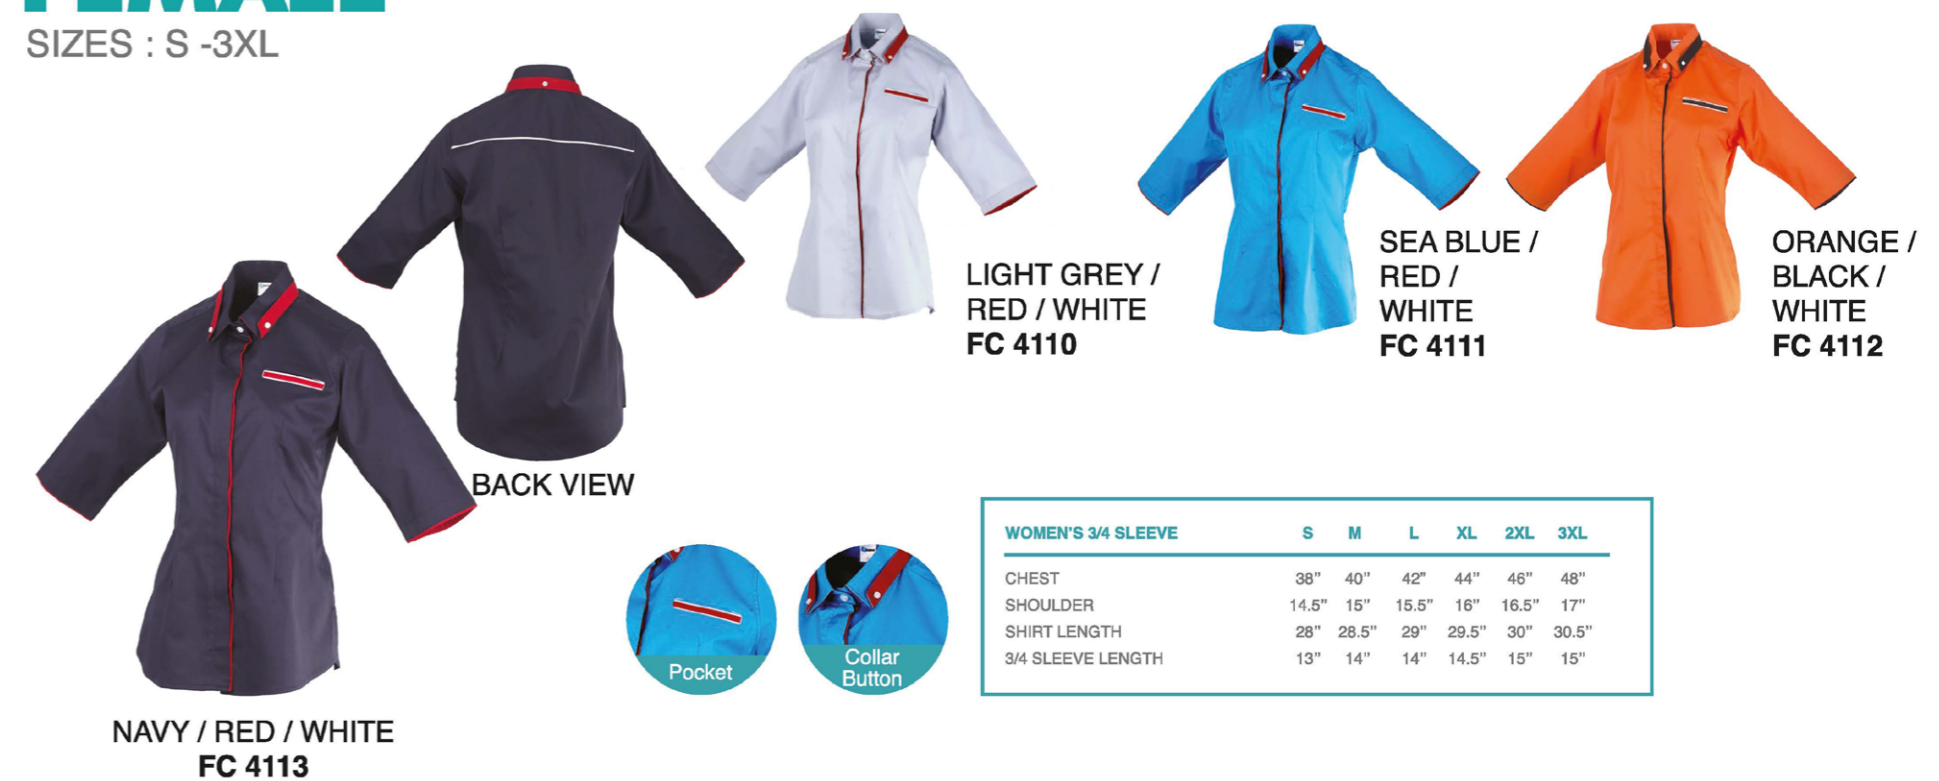 FEMALE
SIZES : S -3XL
LIGHT GREY /
RED / WHITE
FC 4110
SEA BLUE /
RED /
WHITE
FC 4111
ORANGE /
BLACK /
WHITE
FC 4112
BACK VIEW
NAVY / RED / WHITE
FC 4113
Pocket
Collar
Button
WOMEN'S 3/4 SLEEVE S M L XL 2XL 3XL
CHEST 38” 40” 42” 44” 46” 48”
SHOULDER 14.5” 15” 15.5” 16” 16.5” 17”
SHIRT LENGTH 28” 28.5” 29” 29.5” 30” 30.5”
3/4 SLEEVE LENGTH 13” 14” 14” 14.5” 15” 15”